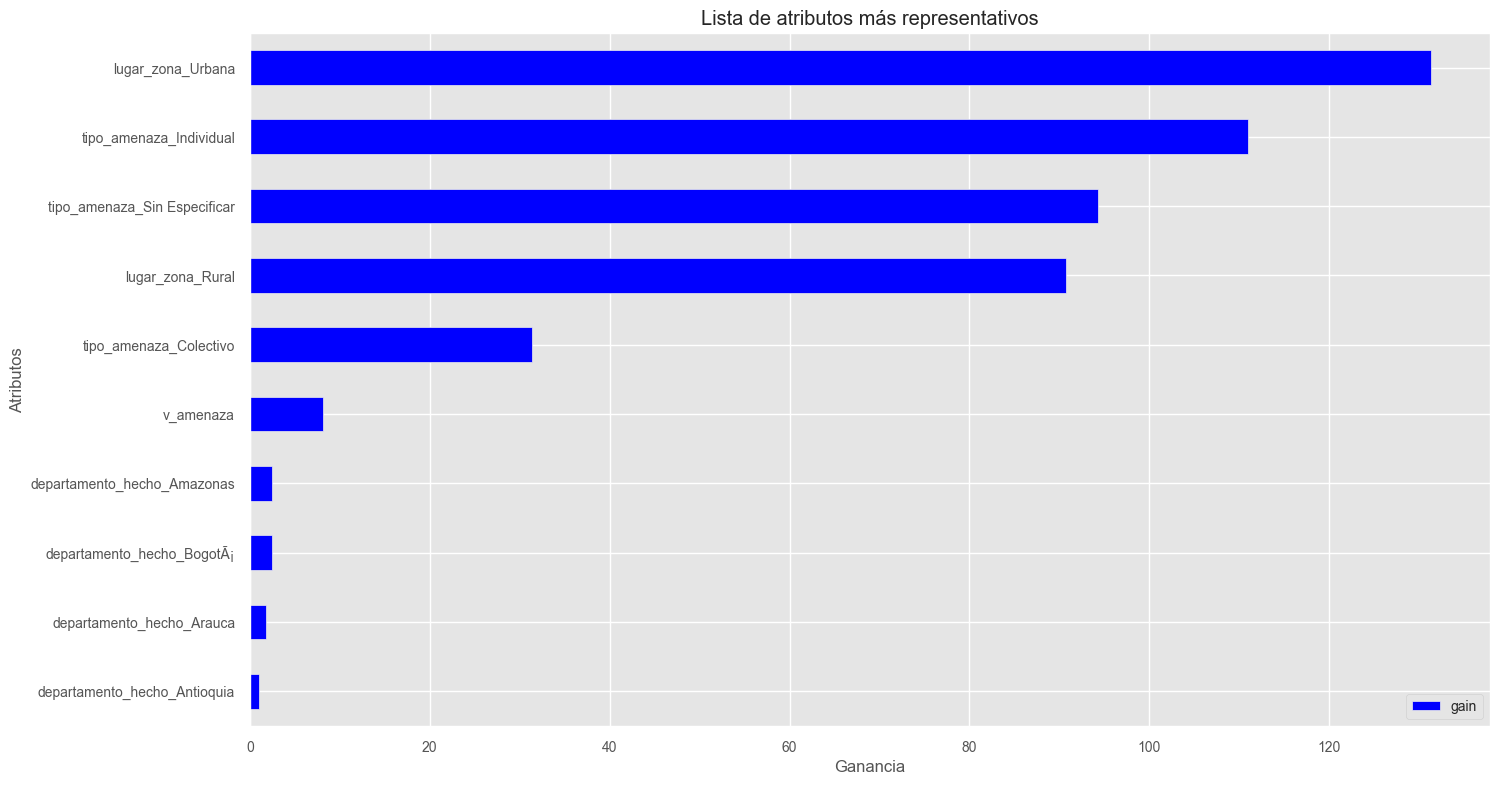 Lista de atributos más representativos
lugar_zona_Urbana
tipo_amenaza_Individual
tipo_amenaza_Sin Especificar
lugar_zona_Rural
tipo_amenaza_Colectivo
v_amenaza
departamento_hecho_Amazonas
departamento_hecho_BogotÃ¡
departamento_hecho_Arauca
departamento_hecho_Antioquia
Atributos
gain
0 20 40 60 80 100 120
Ganancia